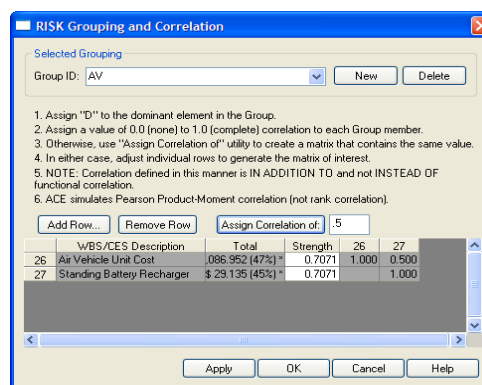 RISK Grouping and Correlation
Selected Grouping
Group ID: AV New Delete
1. Assign "D" to the dominant element in the Group.
2. Assign a value of 0.0 (none) to 1.0 (complete) correlation to each Group member.
3. Otherwise, use "Assign Correlation of" utility to create a matrix that contains the same value.
4. In either case, adjust individual rows to generate the matrix of interest.
5. NOTE: Correlation defined in this manner is IN ADDITION TO and not INSTEAD OF
functional correlation.
6. ACE simulates Pearson Product-Moment correlation (not rank correlation).
Add Row... Remove Row Assign Correlation of: .5
WBS/CES Description Total Strength 26 27
26 Air Vehicle Unit Cost ,086.952 (47%) * 0.7071 1.000 0.500
27 Standing Battery Recharger $ 29.135 (45%) * 0.7071 1.000
Apply OK Cancel Help